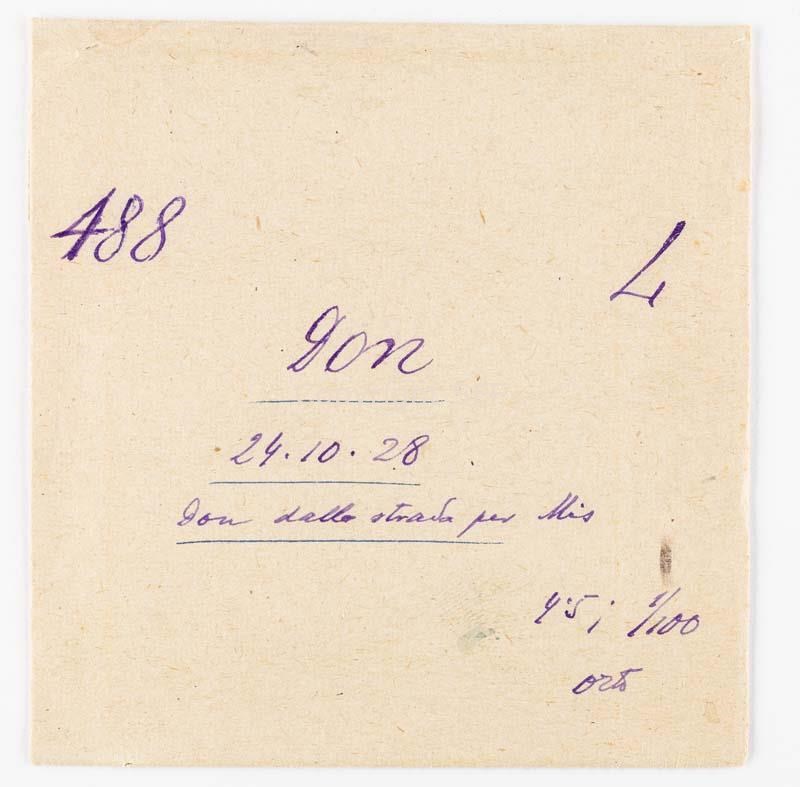 488
L
Don
24.10.28
Don dalla strada per Mis
4'5; 1/100
orto